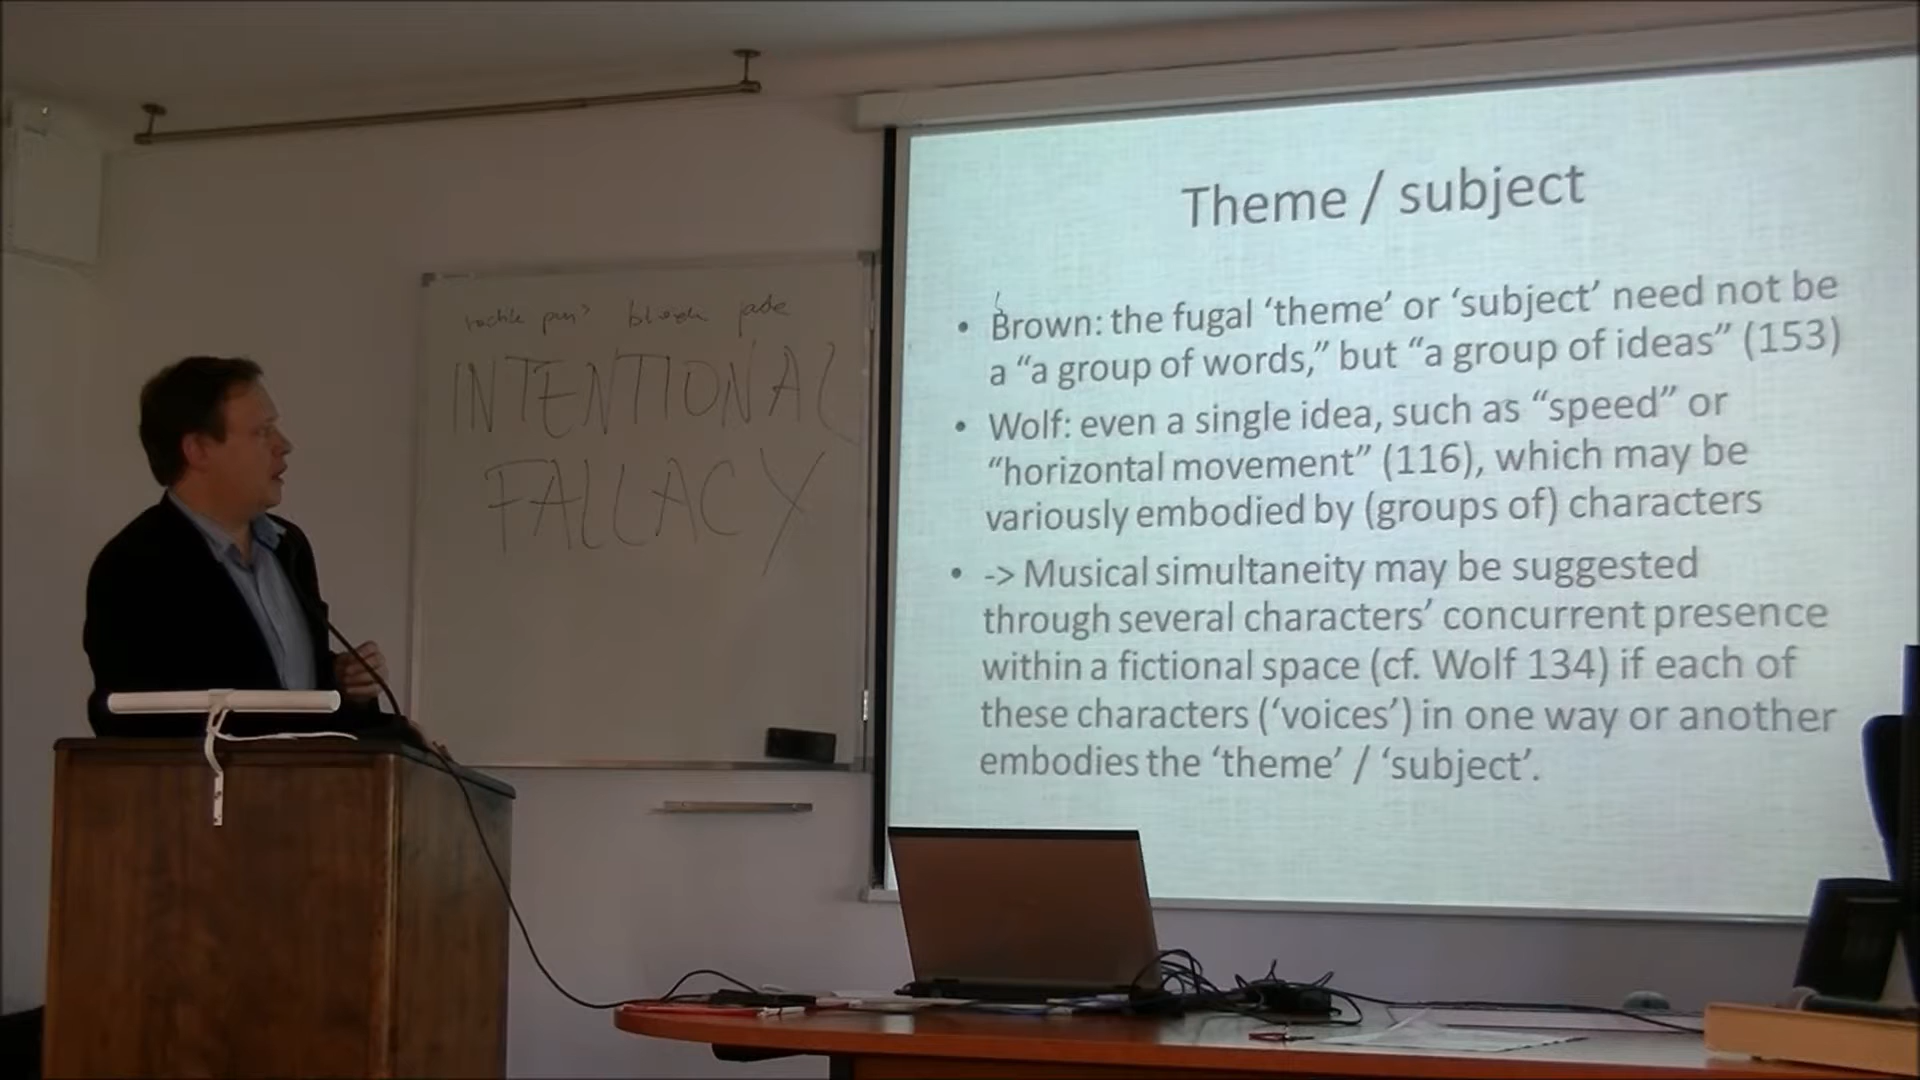 INTENTIONAL
FALLACY
Theme / subject
• Brown: the fugal ‘theme’ or ‘subject’ need not be
a “a group of words,” but “a group of ideas” (153)
• Wolf: even a single idea, such as “speed” or
“horizontal movement” (116), which may be
variously embodied by (groups of) characters
• -> Musical simultaneity may be suggested
through several characters’ concurrent presence
within a fictional space (cf. Wolf 134) if each of
these characters (‘voices’) in one way or another
embodies the ‘theme’ / ‘subject’.